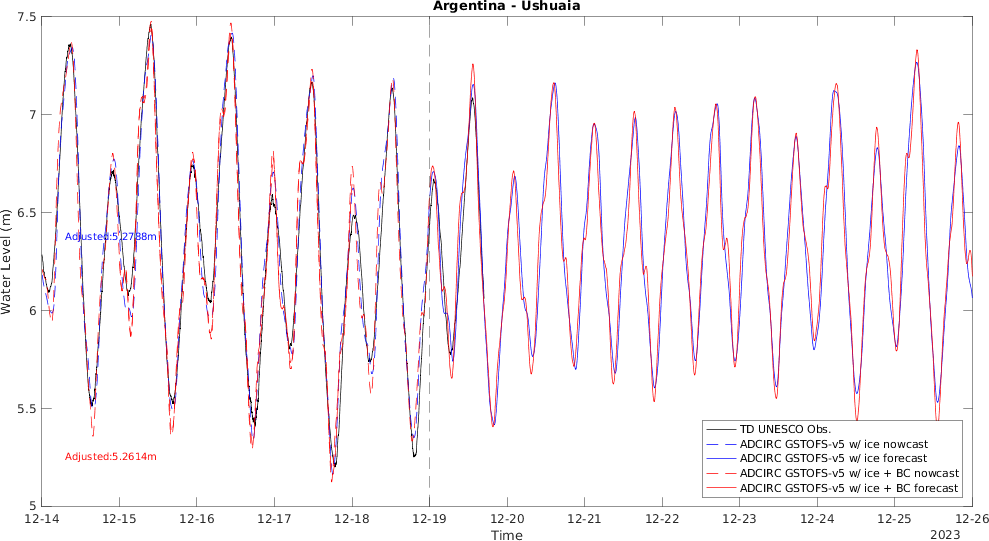 Argentina - Ushuaia
7.5
7
6.5
6
5.5
5
Water Level (m)
Adjusted:5.2788m
Adjusted:5.2614m
TD UNESCO Obs.
ADCIRC GSTOFS-v5 w/ ice nowcast
ADCIRC GSTOFS-v5 w/ ice forecast
ADCIRC GSTOFS-v5 w/ ice + BC nowcast
ADCIRC GSTOFS-v5 w/ ice + BC forecast
12-14 12-15 12-16 12-17 12-18 12-19 12-20 12-21 12-22 12-23 12-24 12-25 12-26
Time
2023